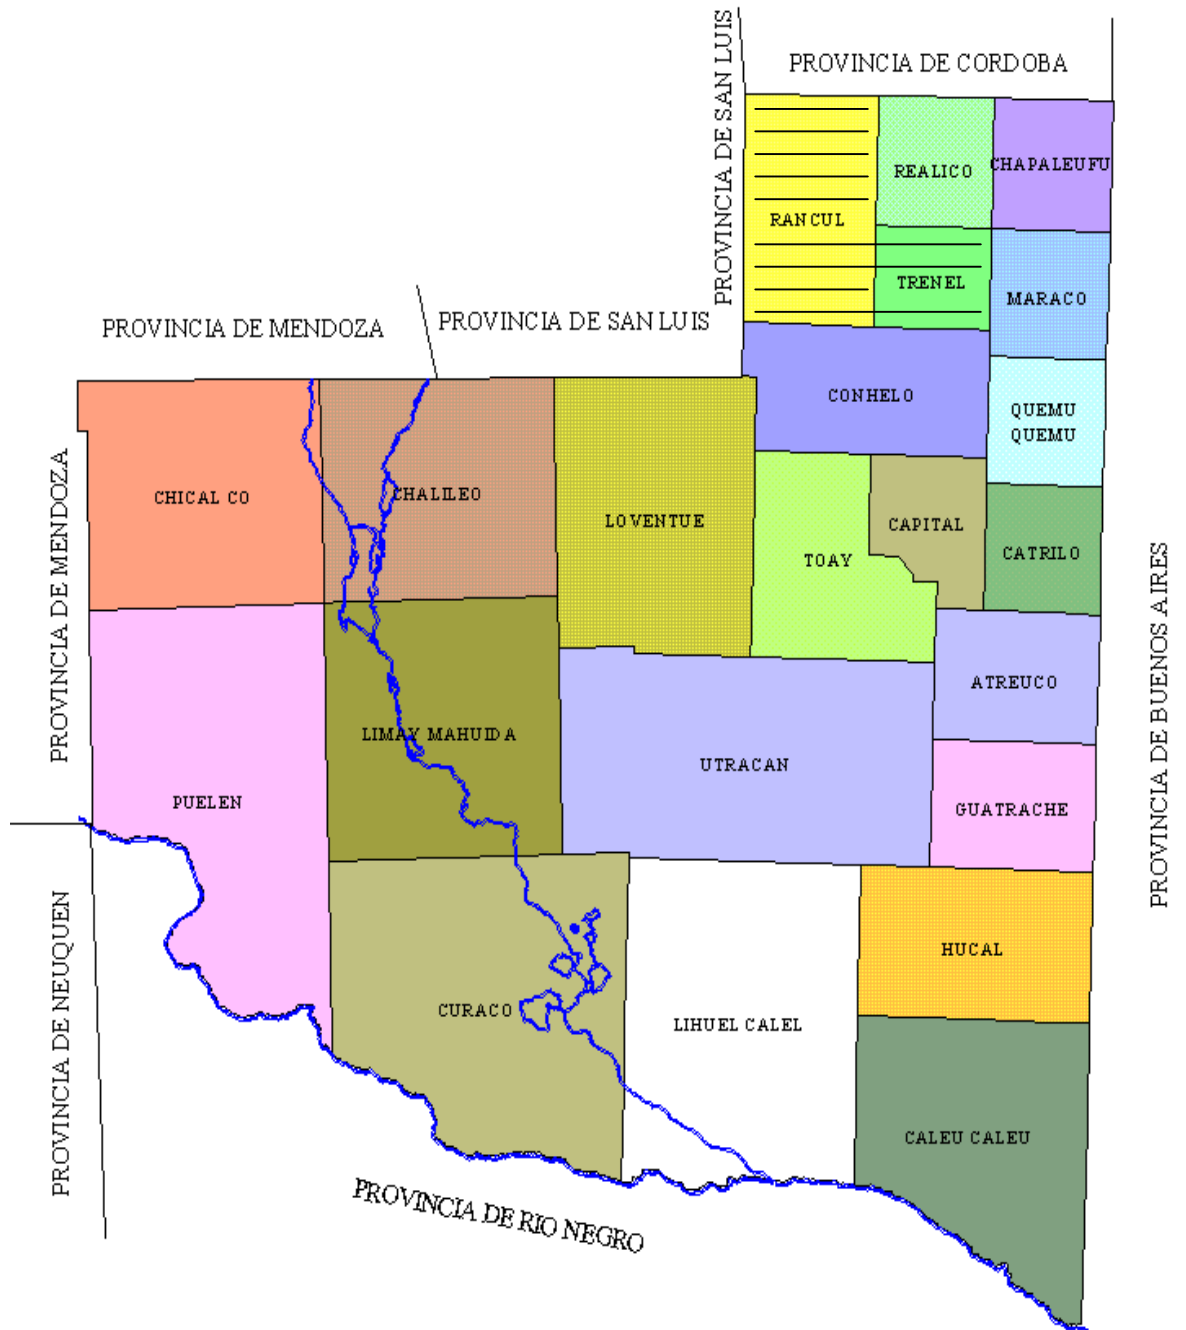 PROVINCIA DE CORDOBA
PROVINCIA DE SAN LUIS
REALICO
CHAPALEUFU
RANCUL
TRENEL
MARACO
PROVINCIA DE MENDOZA
PROVINCIA DE SAN LUIS
CONHELO
QUEMU
QUEMU
CHICAL CO
CHALILEO
LOVENTUE
CAPITAL
TOAY
CATRILO
PROVINCIA DE MENDOZA
PROVINCIA DE BUENOS AIRES
ATREUCO
LIMAY MAHUIDA
UTRACAN
PUELEN
GUATRACHE
HUCAL
PROVINCIA DE NEUQUEN
CURACO
LIHUEL CALEL
CALEU CALEU
PROVINCIA DE RIO NEGRO